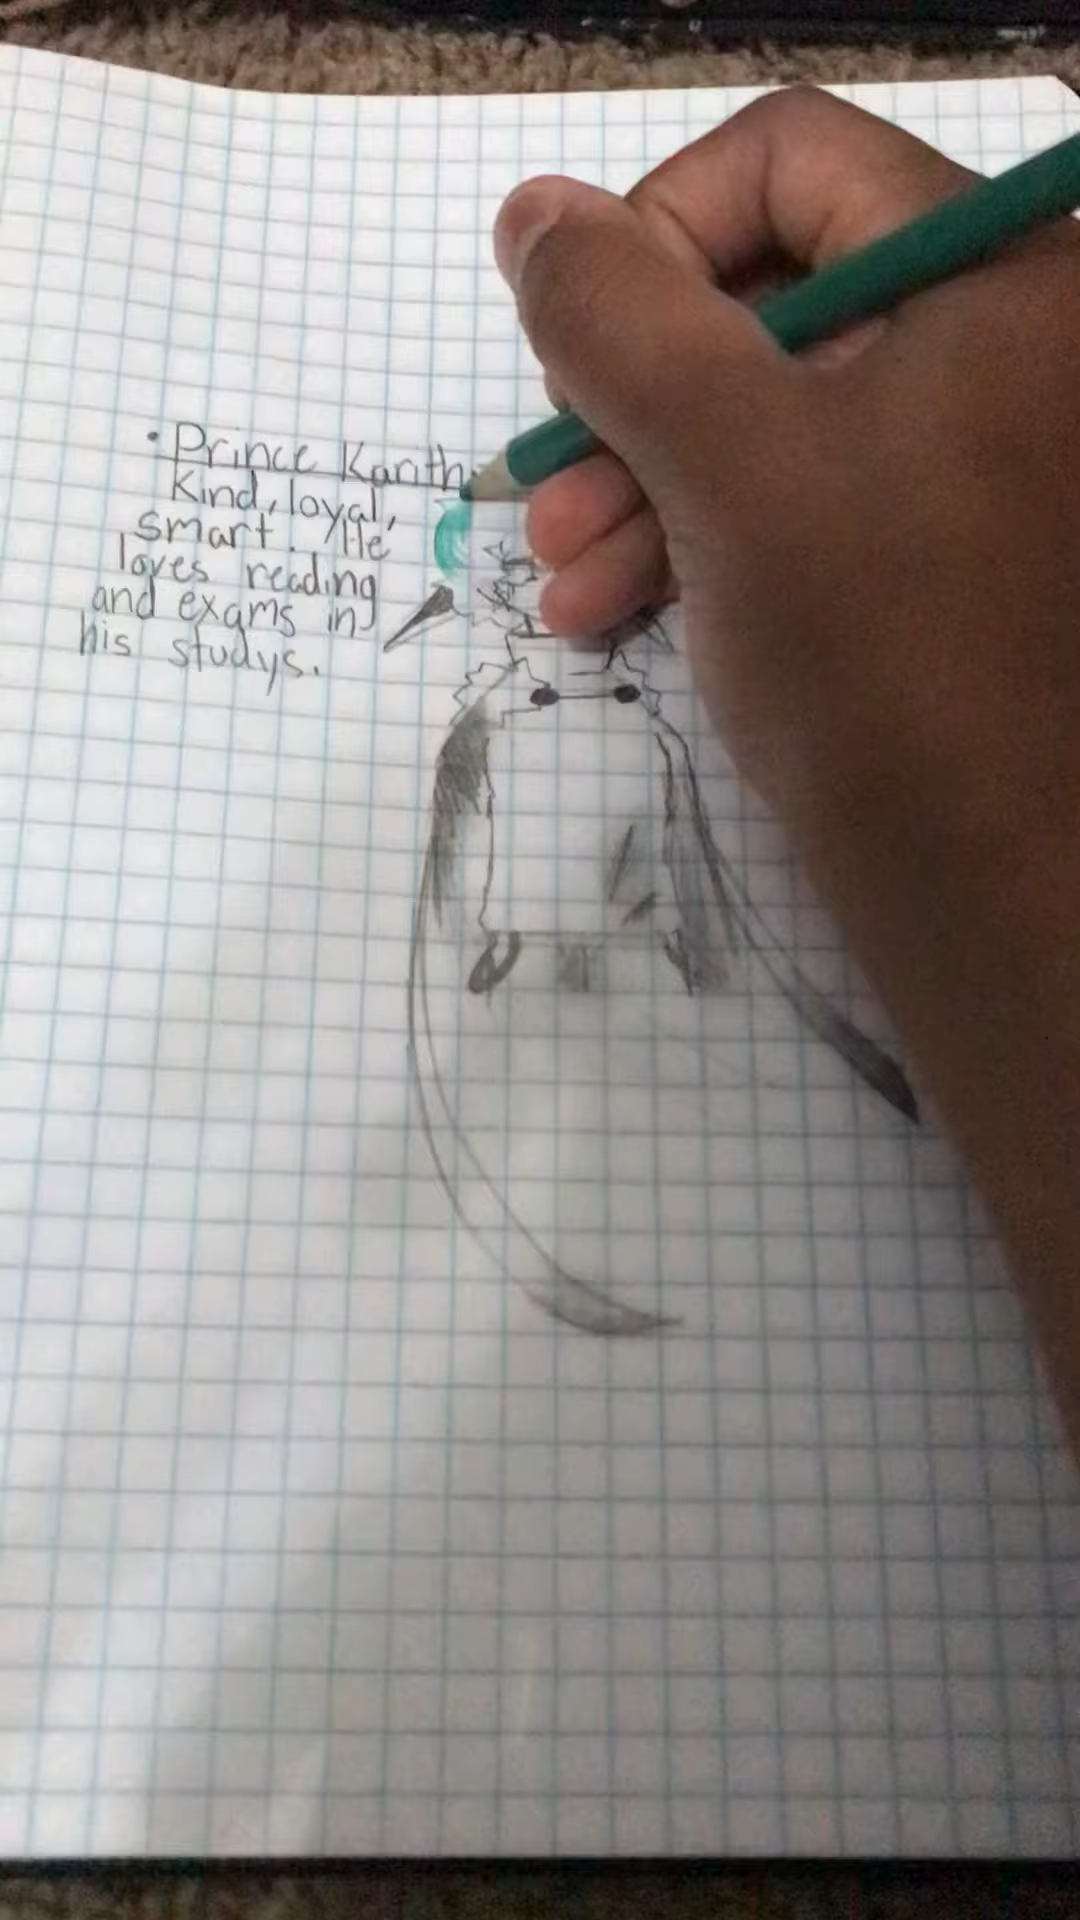 • Prince Karith
Kind, loyal,
smart. He
loves reading
and exams in
his studys.